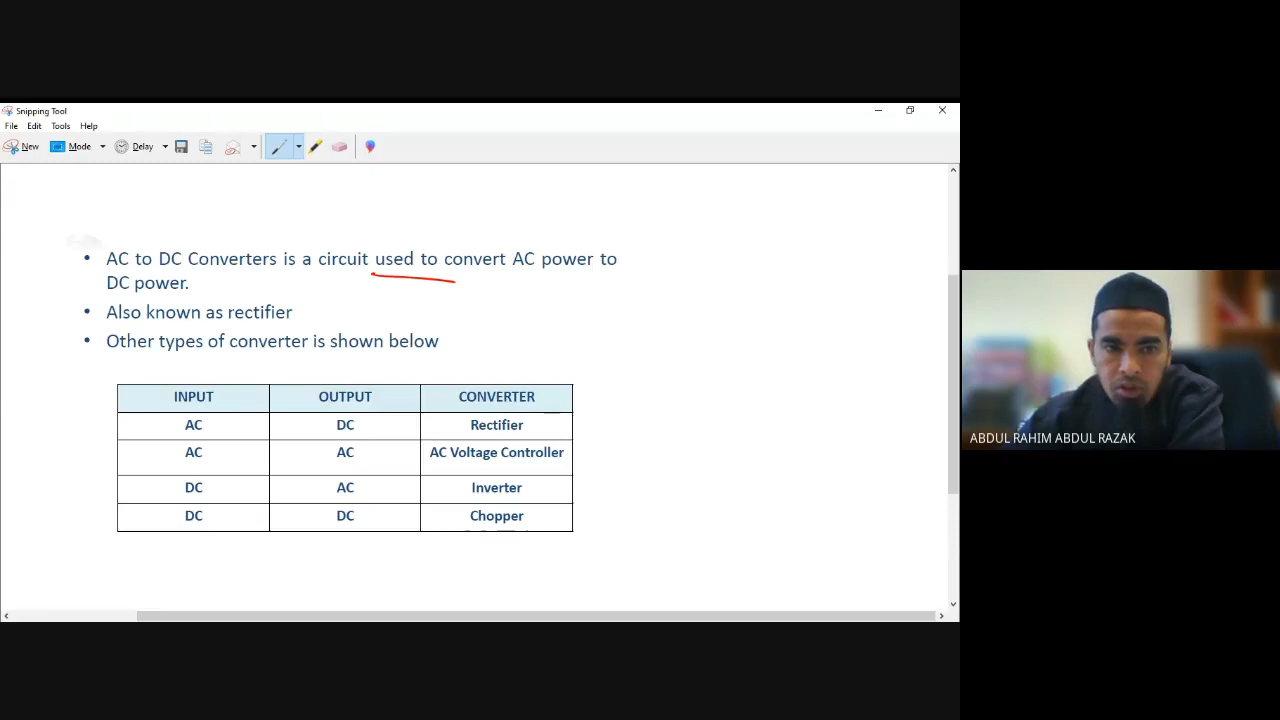 Snipping Tool
File Edit Tools Help
New Mode Delay
• AC to DC Converters is a circuit used to convert AC power to
DC power.
• Also known as rectifier
• Other types of converter is shown below
INPUT OUTPUT CONVERTER
AC DC Rectifier
AC AC AC Voltage Controller
DC AC Inverter
DC DC Chopper
ABDUL RAHIM ABDUL RAZAK